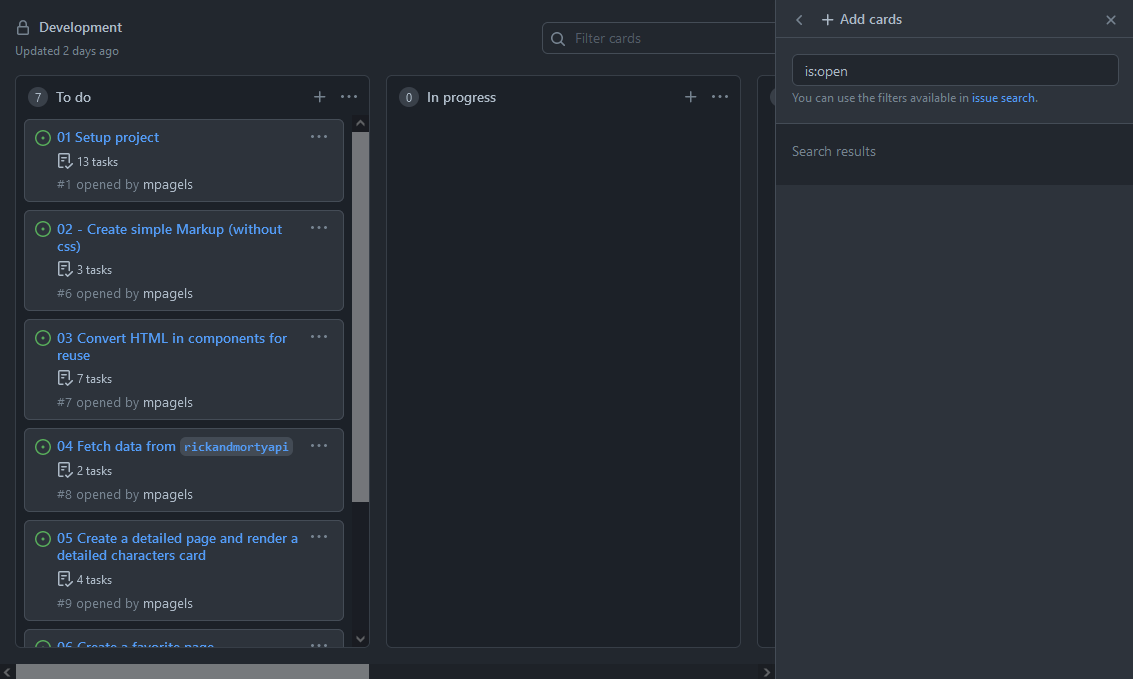 Development
Updated 2 days ago
Filter cards
7 To do
01 Setup project
13 tasks
#1 opened by mpagels
02 - Create simple Markup (without
css)
3 tasks
#6 opened by mpagels
03 Convert HTML in components for
reuse
7 tasks
#7 opened by mpagels
04 Fetch data from rickandmortyapi
2 tasks
#8 opened by mpagels
05 Create a detailed page and render a
detailed characters card
4 tasks
#9 opened by mpagels
06 Create a favorite page
0 In progress
Add cards
is:open
You can use the filters available in issue search.
Search results